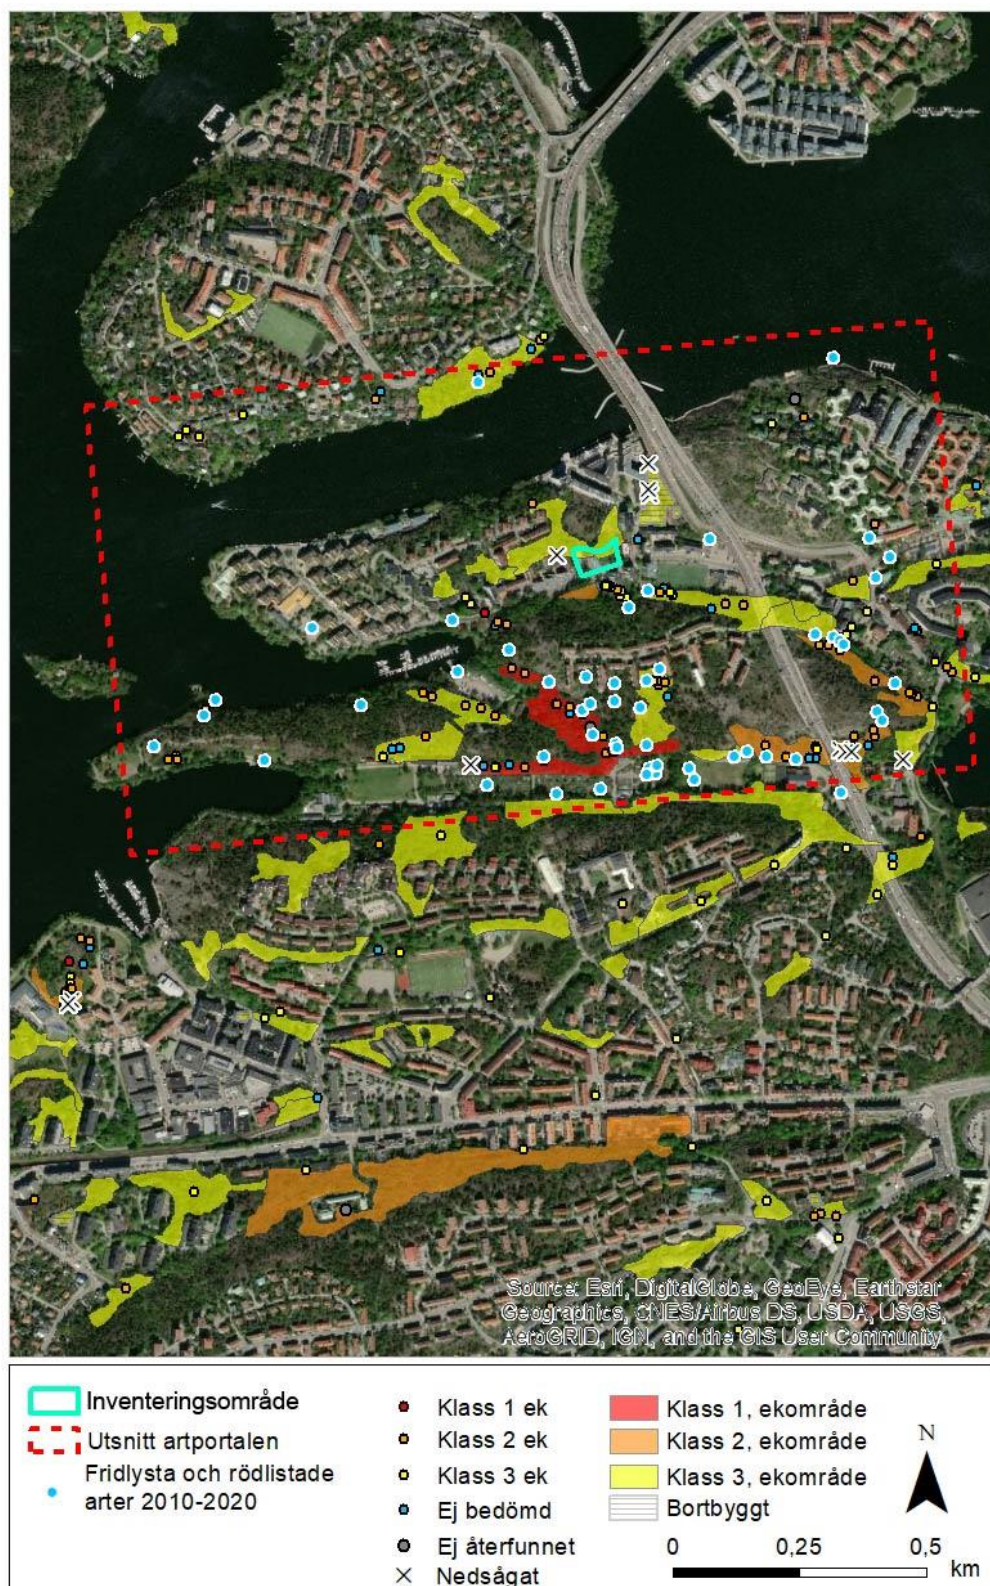 Source: Esri, DigitalGlobe, GeoEye, Earthstar
Geographics, CNES/Airbus DS, USDA, USGS,
AeroGRID, IGN, and the GIS User Community
Inventeringsområde
Utsnitt artportalen
Fridlysta och rödlistade
arter 2010-2020
Klass 1 ek
Klass 2 ek
Klass 3 ek
Ej bedömd
Ej återfunnet
Nedsågat
Klass 1, ekområde
Klass 2, ekområde
Klass 3, ekområde
Bortbyggt
N
0 0,25 0,5
km